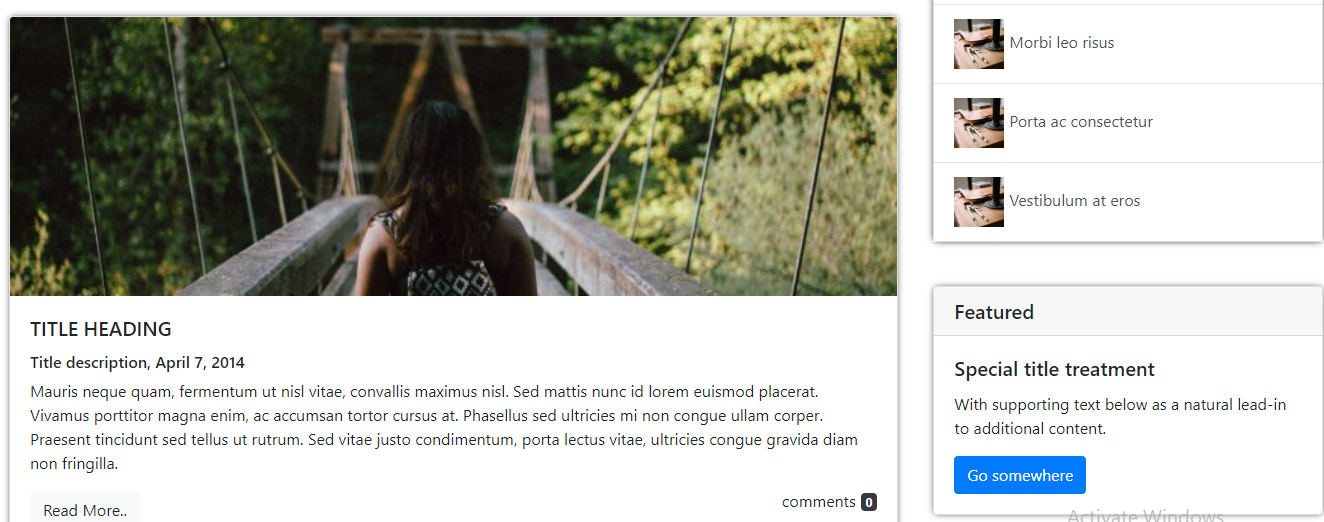 TITLE HEADING
Title description, April 7, 2014
Mauris neque quam, fermentum ut nisl vitae, convallis maximus nisl. Sed mattis nunc id lorem euismod placerat.
Vivamus porttitor magna enim, ac accumsan tortor cursus at. Phasellus sed ultricies mi non congue ullam corper.
Praesent tincidunt sed tellus ut rutrum. Sed vitae justo condimentum, porta lectus vitae, ultricies congue gravida diam
non fringilla.
Read More..
comments 0
Morbi leo risus
Porta ac consectetur
Vestibulum at eros
Featured
Special title treatment
With supporting text below as a natural lead-in
to additional content.
Go somewhere
Activate Windows